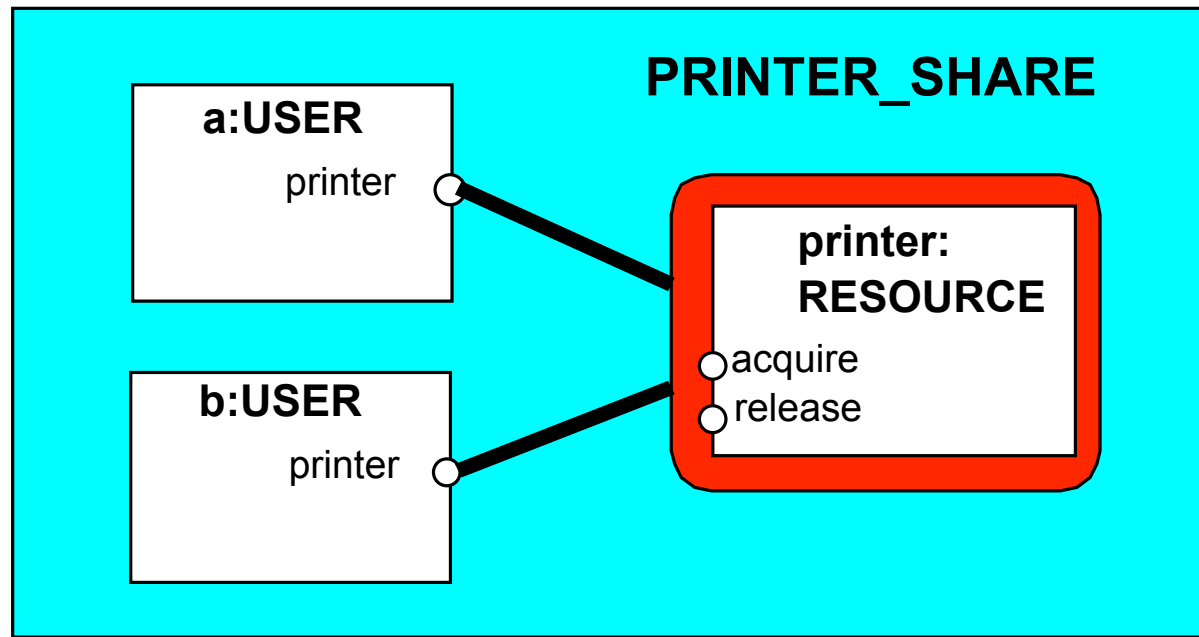 PRINTER_SHARE
a:USER
printer
b:USER
printer
printer:
RESOURCE
acquire
release